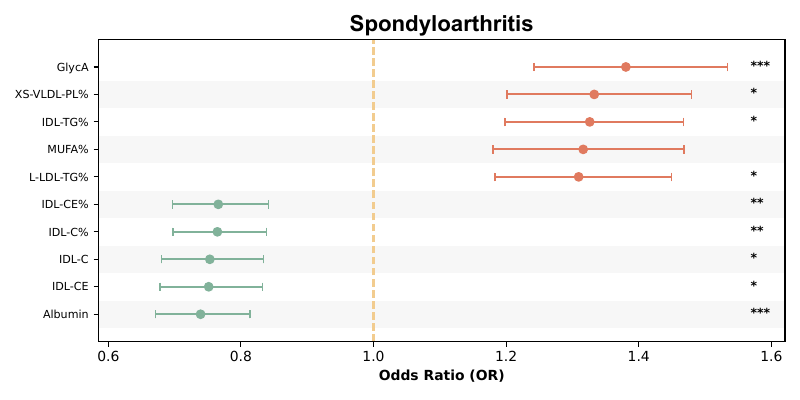 Spondyloarthritis
GlycA ***
XS-VLDL-PL% *
IDL-TG% *
MUFA%
L-LDL-TG% *
IDL-CE% **
IDL-C% **
IDL-C *
IDL-CE *
Albumin ***
0.6 0.8 1.0 1.2 1.4 1.6
Odds Ratio (OR)